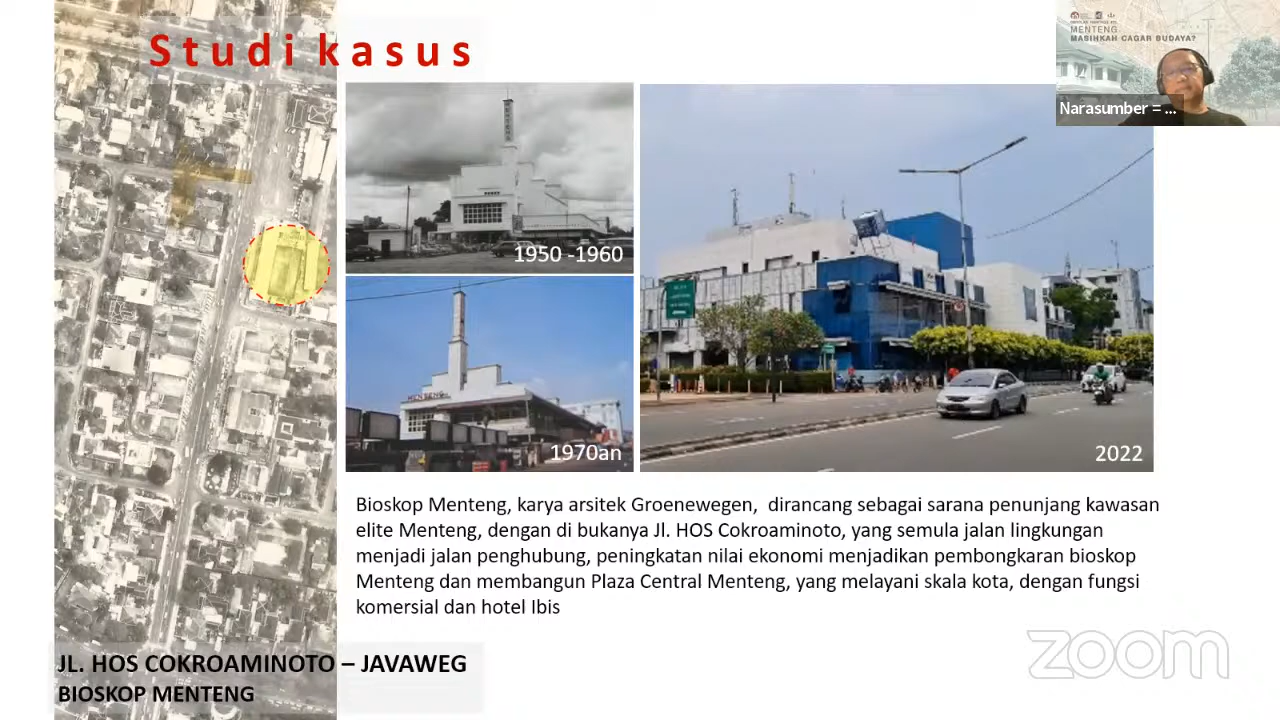 Studi kasus
MENTENG
MASIHKAH CAGAR BUDAYA?
Narasumber = ...
MENTENG
1950 -1960
MENTENG
1970an
2022
Bioskop Menteng, karya arsitek Groenewegen, dirancang sebagai sarana penunjang kawasan
elite Menteng, dengan di bukanya Jl. HOS Cokroaminoto, yang semula jalan lingkungan
menjadi jalan penghubung, peningkatan nilai ekonomi menjadikan pembongkaran bioskop
Menteng dan membangun Plaza Central Menteng, yang melayani skala kota, dengan fungsi
komersial dan hotel Ibis
JL. HOS COKROAMINOTO – JAVAWEG
BIOSKOP MENTENG
zoom